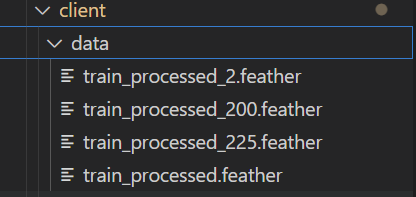 client
data
train_processed_2.feather
train_processed_200.feather
train_processed_225.feather
train_processed.feather